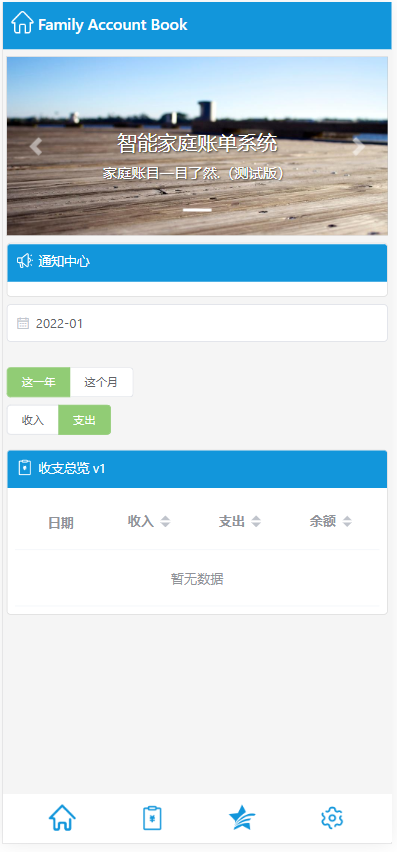 Family Account Book
智能家庭账单系统
家庭账目一目了然.（测试版）
通知中心
2022-01
这一年 这个月
收入 支出
收支总览 v1
日期 收入 支出 余额
暂无数据